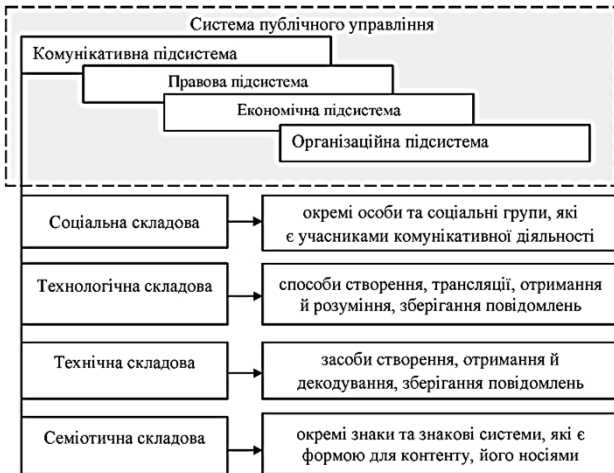 Система публічного управління
Комунікативна підсистема
Правова підсистема
Економічна підсистема
Організаційна підсистема
Соціальна складова
окремі особи та соціальні групи, які
є учасниками комунікативної діяльності
Технологічна складова
способи створення, трансляції, отримання
й розуміння, зберігання повідомлень
Технічна складова
засоби створення, отримання й
декодування, зберігання повідомлень
Семіотична складова
окремі знаки та знакові системи, які є
формою для контенту, його носіями